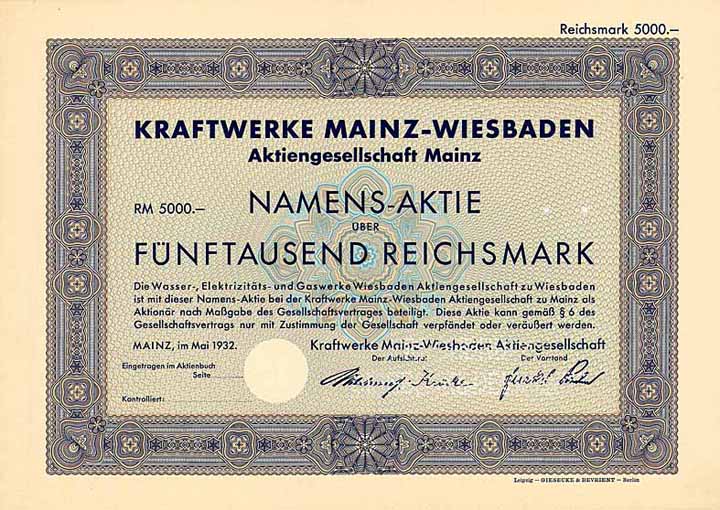 Reichsmark 5000.–
KRAFTWERKE MAINZ-WIESBADEN
Aktiengesellschaft Mainz
RM 5000.– NAMENS-AKTIE
ÜBER
FÜNFTAUSEND REICHSMARK
Die Wasser-, Elektrizitäts- und Gaswerke Wiesbaden Aktiengesellschaft zu Wiesbaden
ist mit dieser Namens-Aktie bei der Kraftwerke Mainz-Wiesbaden Aktiengesellschaft zu Mainz als
Aktionär nach Maßgabe des Gesellschaftsvertrages beteiligt. Diese Aktie kann gemäß § 6 des
Gesellschaftsvertrags nur mit Zustimmung der Gesellschaft verpfändet oder veräußert werden.
MAINZ, im Mai 1932. Kraftwerke Mainz-Wiesbaden Aktiengesellschaft
Der Aufsichtsrat Der Vorstand
Eingetragen im Aktienbuch
Seite
Kontrolliert:
Leipzig – GIESECKE & DEVRIENT – Berlin